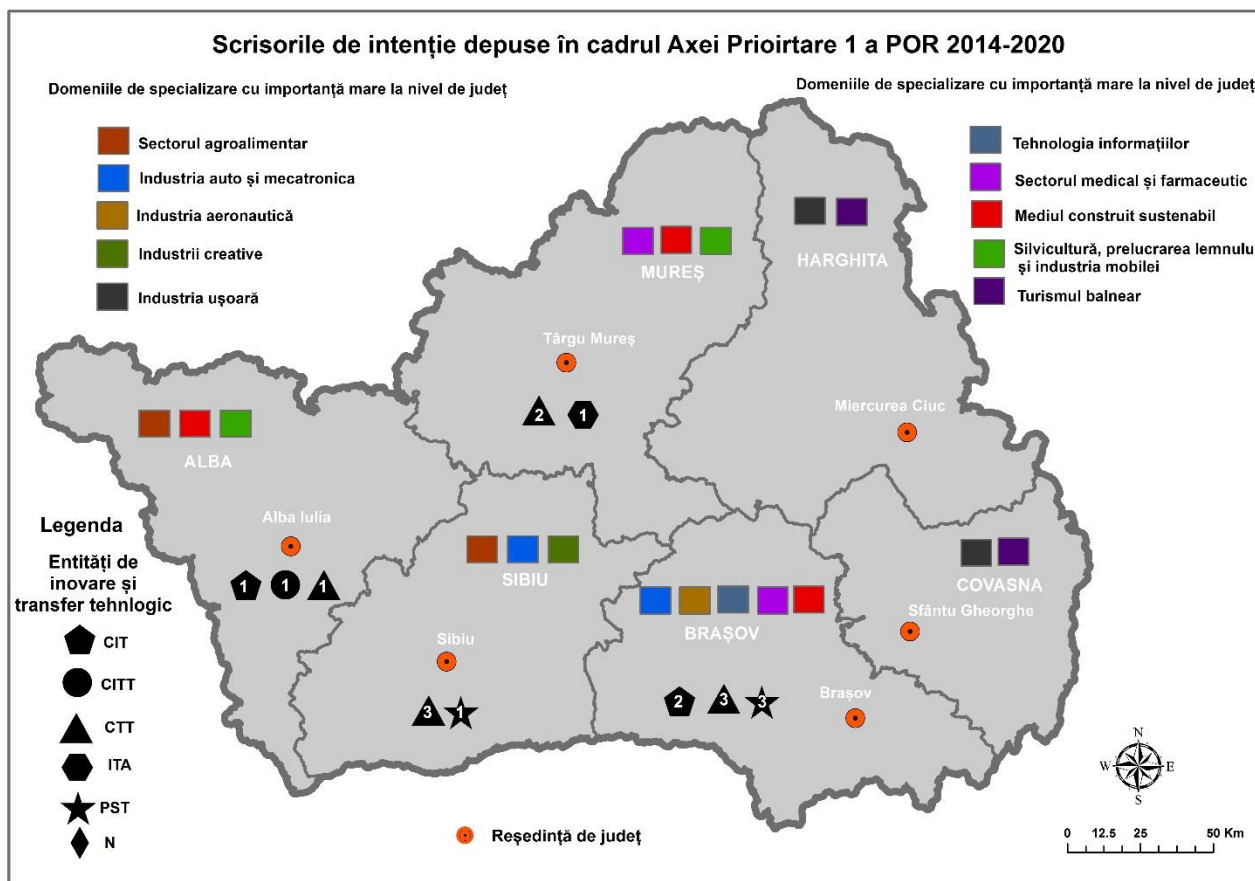 Scrisorile de intenție depuse în cadrul Axei Prioirtare 1 a POR 2014-2020
Domeniile de specializare cu importanță mare la nivel de județ
Sectorul agroalimentar
Industria auto și mecatronica
Industria aeronautică
Industrii creative
Industria ușoară
Domeniile de specializare cu importanță mare la nivel de județ
Tehnologia informațiilor
Sectorul medical și farmaceutic
Mediul construit sustenabil
Silvicultură, prelucrarea lemnului
și industria mobilei
Turismul balnear
MUREȘ
HARGHITA
Târgu Mureș
2 1
Miercurea Ciuc
ALBA
Alba Iulia
1 1 1
SIBIU
Sibiu
3 1
BRAȘOV
2 3 3
Brașov
COVASNA
Sfântu Gheorghe
Legenda
Entități de
inovare și
transfer tehnlogic
CIT
CITT
CTT
ITA
PST
N
Reședință de județ
N
W E
S
0 12.5 25 50 Km